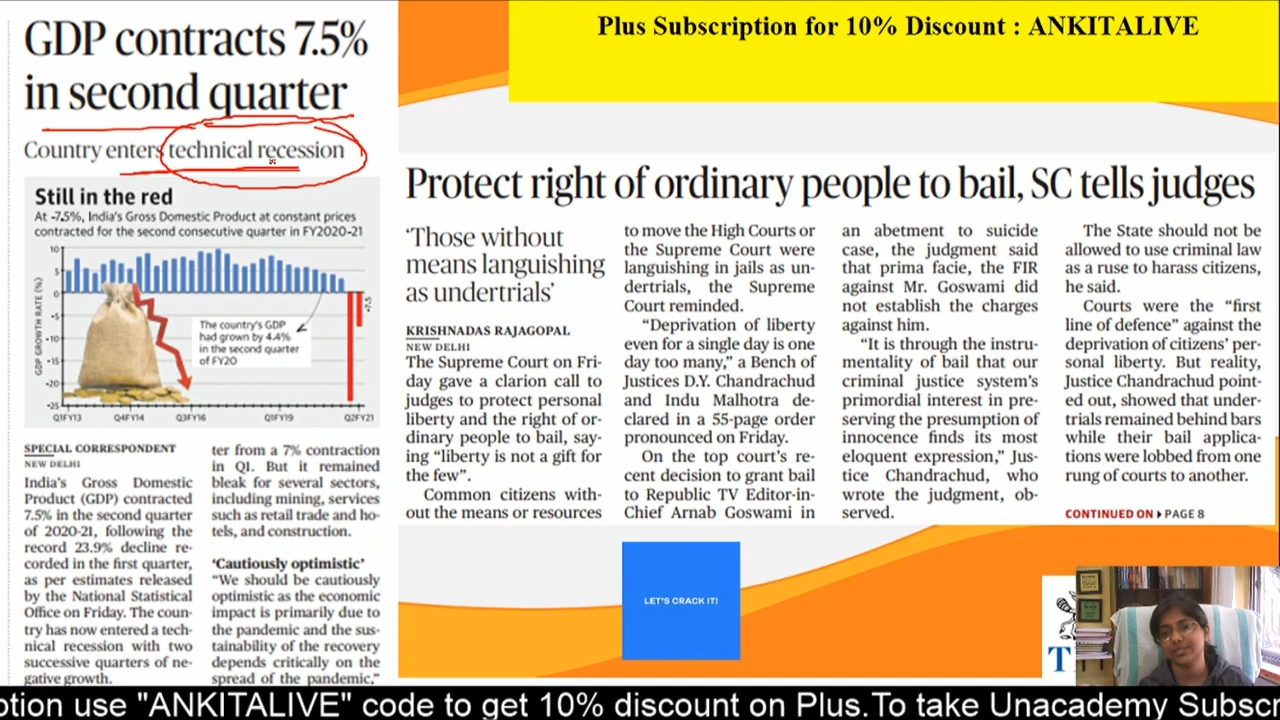 GDP contracts 7.5%
in second quarter
Country enters technical recession
Still in the red
At -7.5%, India's Gross Domestic Product at constant prices
contracted for the second consecutive quarter in FY2020-21
GDP GROWTH RATE (%)
10
5
0
-5
-10
-15
-20
-25
-7.5
The country's GDP
had grown by 4.4%
in the second quarter
of FY20
Q1FY13
Q4FY14
Q3FY16
Q1FY19
Q2FY21
SPECIAL CORRESPONDENT
NEW DELHI
India's Gross Domestic
Product (GDP) contracted
7.5% in the second quarter
of 2020-21, following the
record 23.9% decline re-
corded in the first quarter,
as per estimates released
by the National Statistical
Office on Friday. The coun-
try has now entered a tech-
nical recession with two
successive quarters of ne-
gative growth.
ter from a 7% contraction
in Q1. But it remained
bleak for several sectors,
including mining, services
such as retail trade and ho-
tels, and construction.
'Cautiously optimistic'
"We should be cautiously
optimistic as the economic
impact is primarily due to
the pandemic and the sus-
tainability of the recovery
depends critically on the
spread of the pandemic,"
Plus Subscription for 10% Discount : ANKITALIVE
Protect right of ordinary people to bail, SC tells judges
'Those without
means languishing
as undertrials'
KRISHNADAS RAJAGOPAL
NEW DELHI
The Supreme Court on Fri-
day gave a clarion call to
judges to protect personal
liberty and the right of or-
dinary people to bail, say-
ing "liberty is not a gift for
the few".
Common citizens with-
out the means or resources
to move the High Courts or
the Supreme Court were
languishing in jails as un-
dertrials, the Supreme
Court reminded.
"Deprivation of liberty
even for a single day is one
day too many," a Bench of
Justices D.Y. Chandrachud
and Indu Malhotra de-
clared in a 55-page order
pronounced on Friday.
On the top court's re-
cent decision to grant bail
to Republic TV Editor-in-
Chief Arnab Goswami in
an abetment to suicide
case, the judgment said
that prima facie, the FIR
against Mr. Goswami did
not establish the charges
against him.
"It is through the instru-
mentality of bail that our
criminal justice system's
primordial interest in pre-
serving the presumption of
innocence finds its most
eloquent expression," Jus-
tice Chandrachud, who
wrote the judgment, ob-
served.
The State should not be
allowed to use criminal law
as a ruse to harass citizens,
he said.
Courts were the "first
line of defence" against the
deprivation of citizens' per-
sonal liberty. But reality,
Justice Chandrachud point-
ed out, showed that under-
trials remained behind bars
while their bail applica-
tions were lobbed from one
rung of courts to another.
CONTINUED ON ▸ PAGE 8
LET'S CRACK IT!
T
ption use "ANKITALIVE" code to get 10% discount on Plus.To take Unacademy Subsc